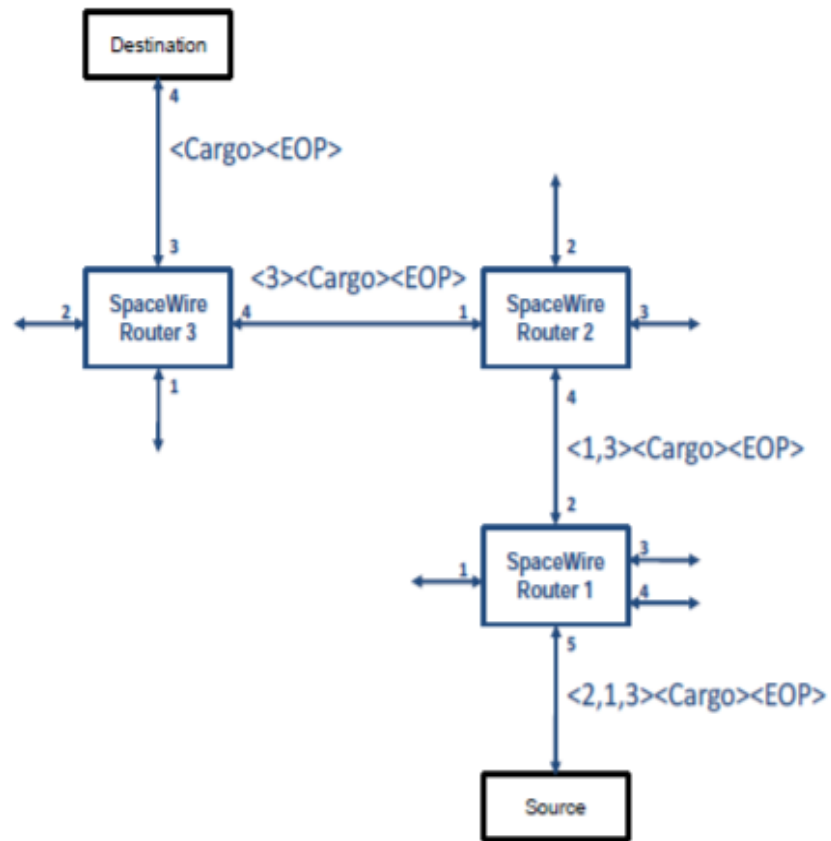 Destination
4
<Cargo><EOP>
3
2
SpaceWire
Router 3
4
1
<3><Cargo><EOP>
2
1
SpaceWire
Router 2
3
4
<1,3><Cargo><EOP>
2
1
SpaceWire
Router 1
3
4
5
<2,1,3><Cargo><EOP>
Source